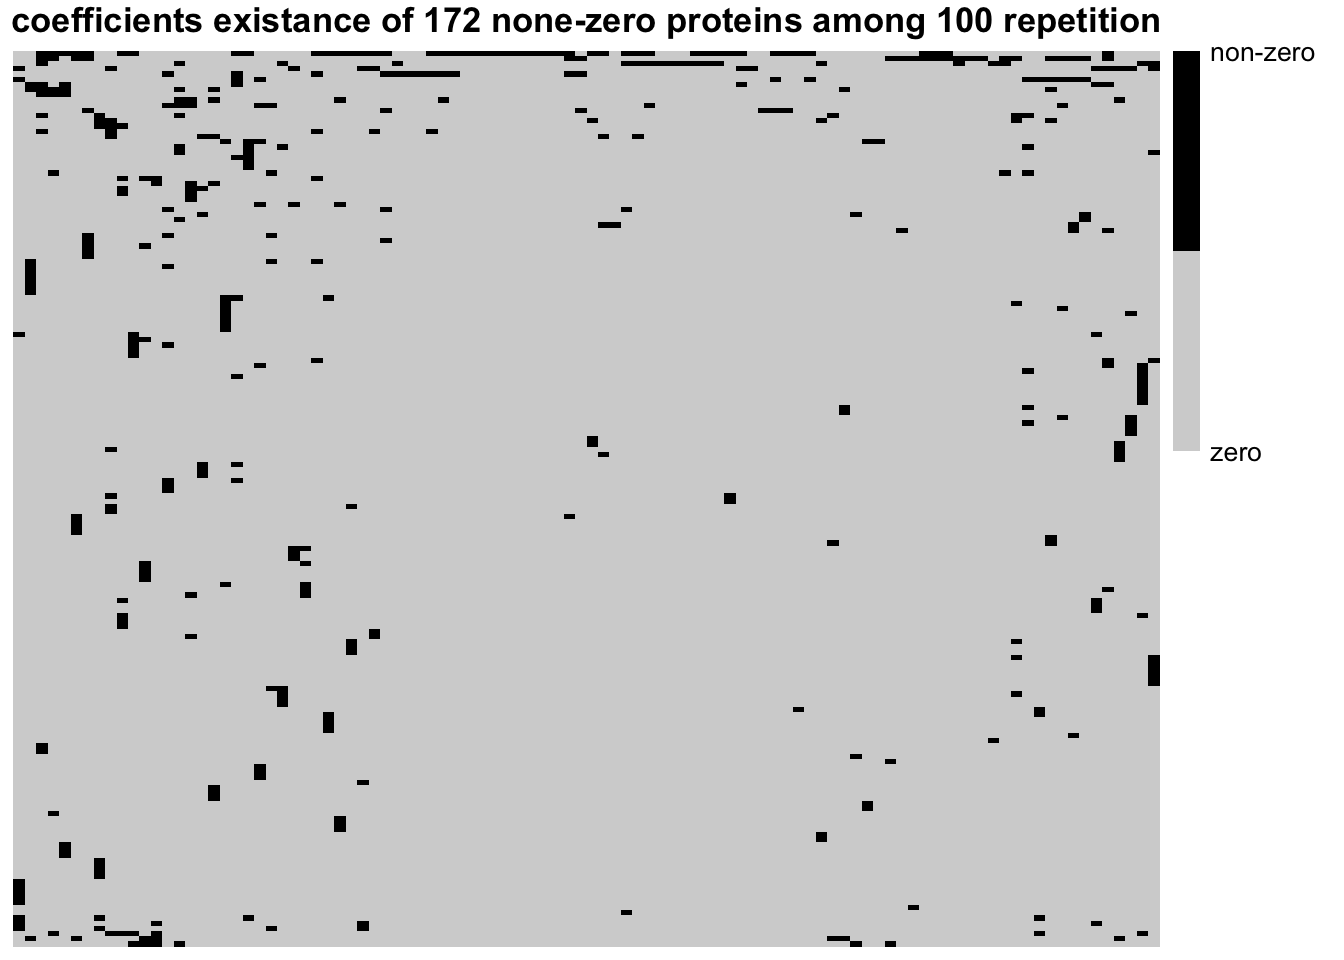 coefficients existance of 172 none-zero proteins among 100 repetition
non-zero
zero